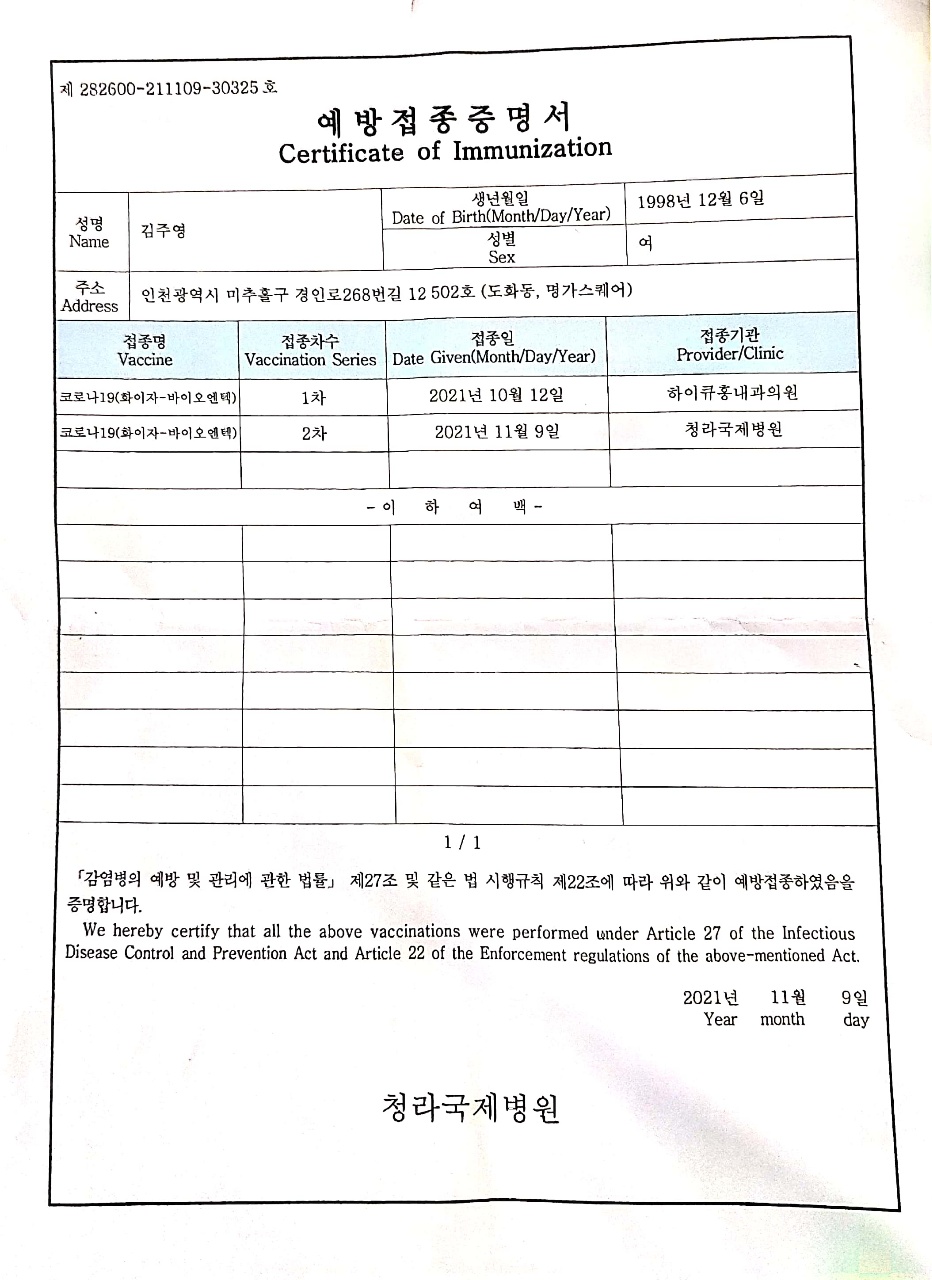 제 282600-211109-30325 호
예방접종증명서
Certificate of Immunization
성명
Name
김주영
생년월일
Date of Birth(Month/Day/Year)
1998년 12월 6일
성별
Sex
여
주소
Address
인천광역시 미추홀구 경인로268번길 12 502호 (도화동, 명가스퀘어)
접종명
Vaccine
접종차수
Vaccination Series
접종일
Date Given(Month/Day/Year)
접종기관
Provider/Clinic
코로나19(화이자-바이오엔텍) 1차 2021년 10월 12일 하이큐홍내과의원
코로나19(화이자-바이오엔텍) 2차 2021년 11월 9일 청라국제병원
- 이 하 여 백 -
1 / 1
「감염병의 예방 및 관리에 관한 법률」 제27조 및 같은 법 시행규칙 제22조에 따라 위와 같이 예방접종하였음을
증명합니다.
We hereby certify that all the above vaccinations were performed under Article 27 of the Infectious
Disease Control and Prevention Act and Article 22 of the Enforcement regulations of the above-mentioned Act.
2021년 11월 9일
Year month day
청라국제병원